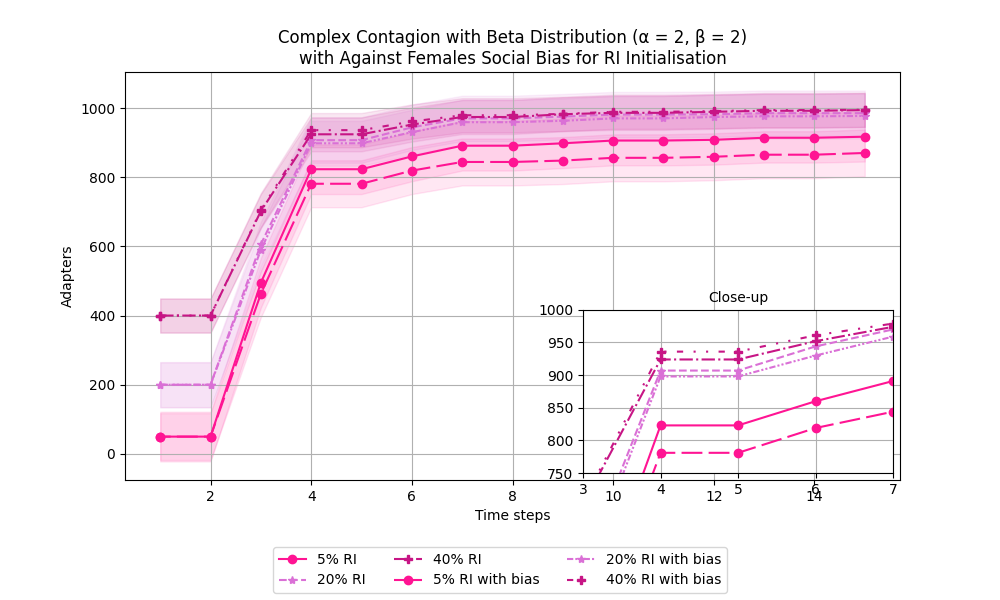 Complex Contagion with Beta Distribution (α = 2, β = 2)
with Against Females Social Bias for RI Initialisation
Adapters
1000
800
600
400
200
0
2
4
6
8
10
12
14
Time steps
Close-up
1000
950
900
850
800
750
3
4
5
6
7
5% RI
20% RI
40% RI
5% RI with bias
20% RI with bias
40% RI with bias